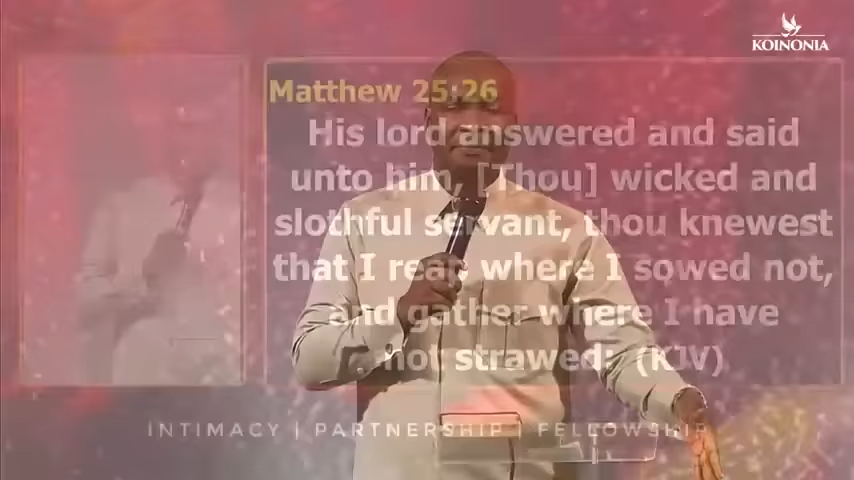 KOINONIA
Matthew 25:26
His lord answered and said
unto him, [Thou] wicked and
slothful servant, thou knewest
that I reap where I sowed not,
and gather where I have
not strawed: (KJV)
INTIMACY | PARTNERSHIP | FELLOWSHIP